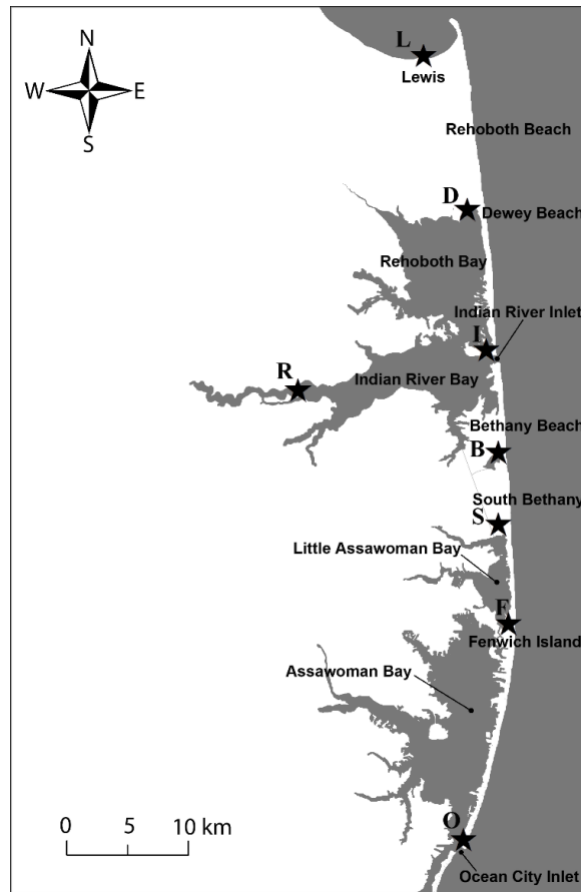 N
W E
S
L
Lewis
Rehoboth Beach
D
Dewey Beach
Rehoboth Bay
Indian River Inlet
I
R
Indian River Bay
Bethany Beach
B
South Bethany
S
Little Assawoman Bay
F
Fenwich Island
Assawoman Bay
0 5 10 km
O
Ocean City Inlet